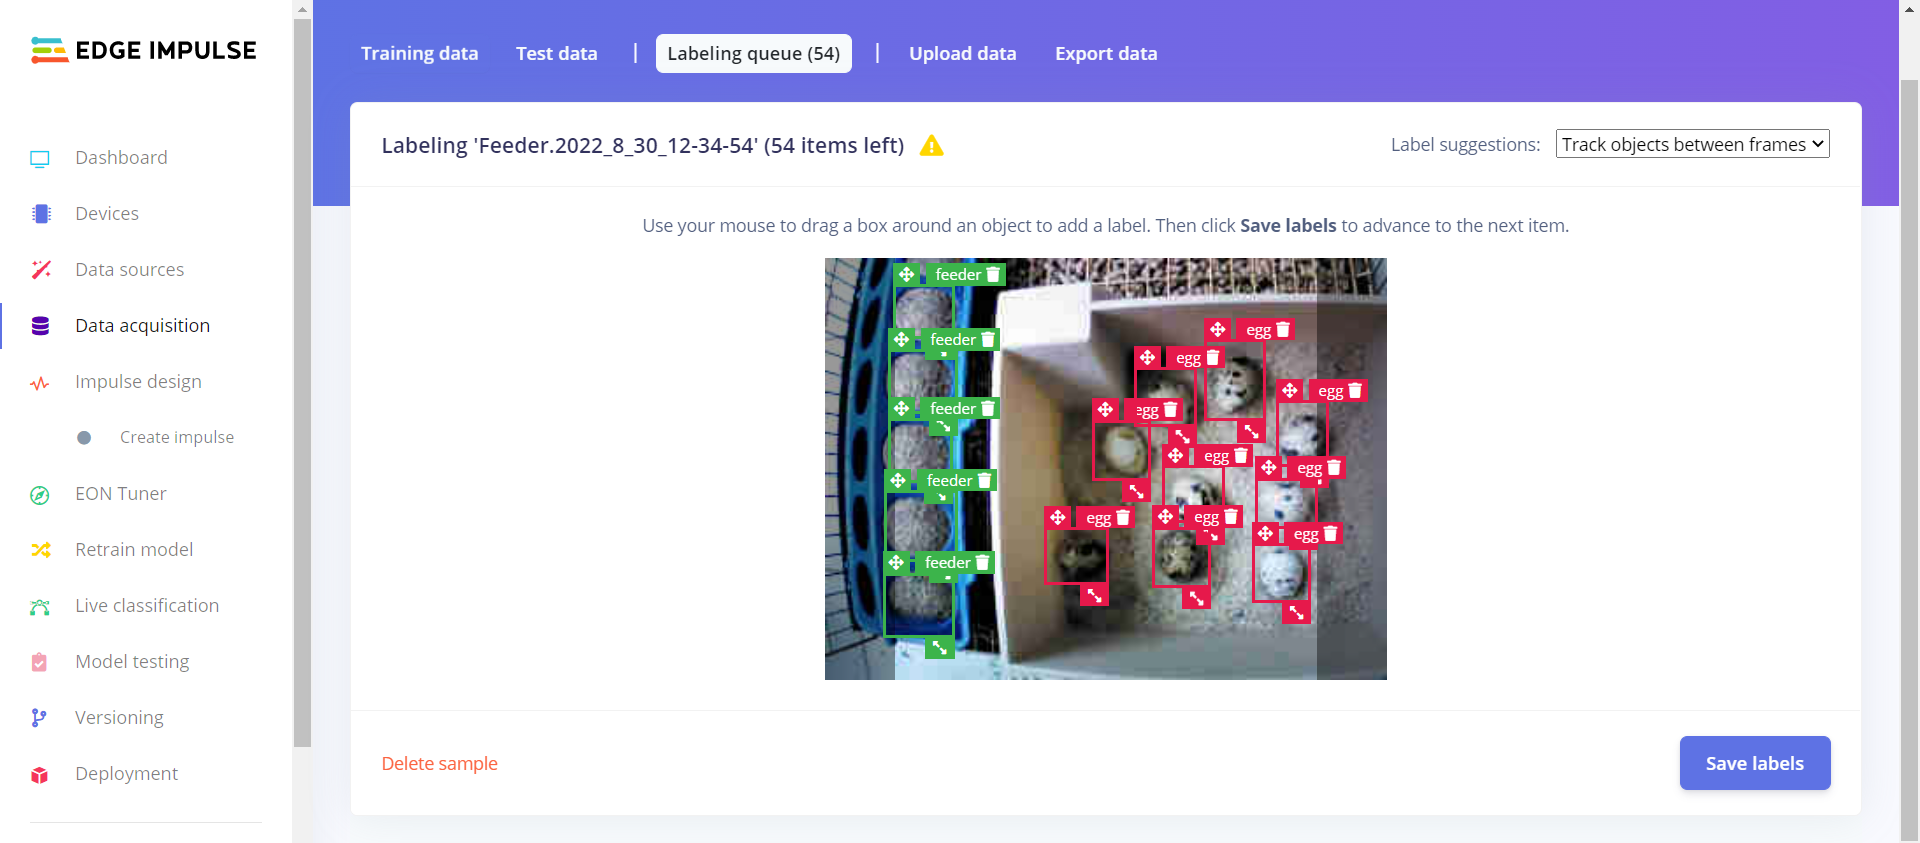 EDGE IMPULSE
Dashboard
Devices
Data sources
Data acquisition
Impulse design
Create impulse
EON Tuner
Retrain model
Live classification
Model testing
Versioning
Deployment
Training data
Test data
|
Labeling queue (54)
|
Upload data
Export data
Labeling 'Feeder.2022_8_30_12-34-54' (54 items left)
Label suggestions:
Track objects between frames
Use your mouse to drag a box around an object to add a label. Then click Save labels to advance to the next item.
feeder
feeder
feeder
feeder
feeder
egg
egg
egg
egg
egg
egg
egg
egg
egg
Delete sample
Save labels